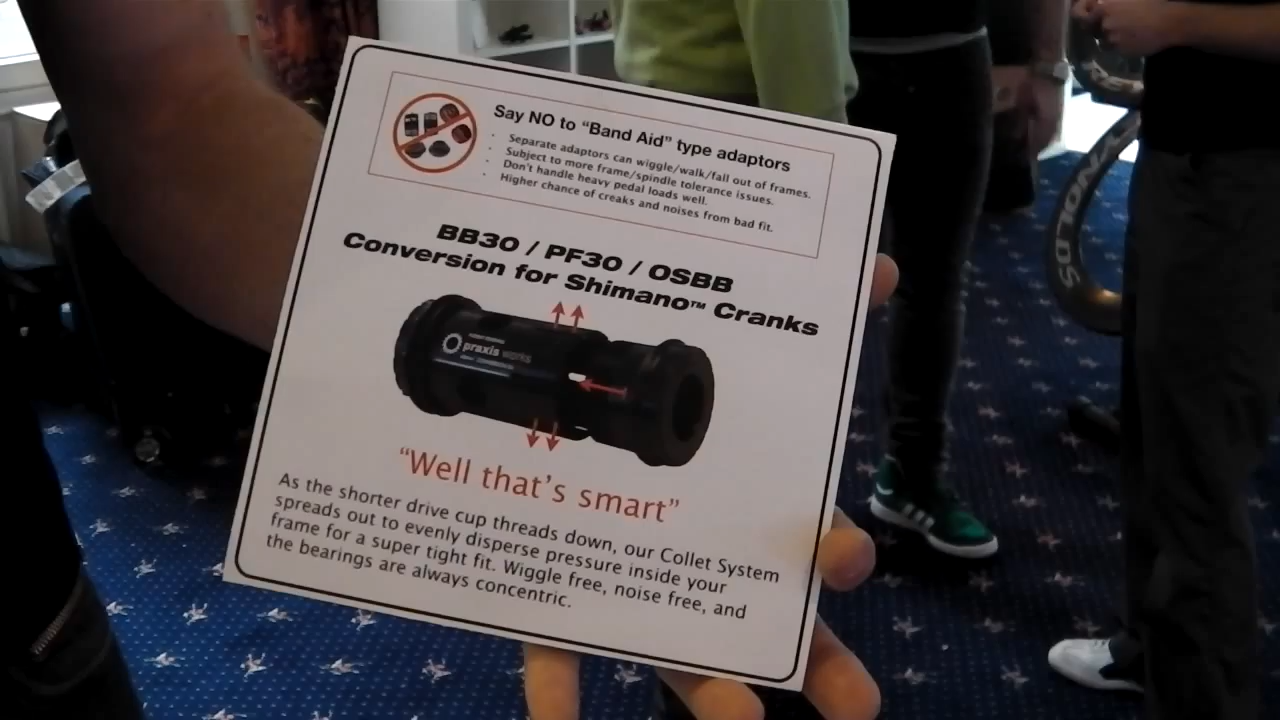 Say NO to “Band Aid” type adaptors
· Separate adaptors can wiggle/walk/fall out of frames.
· Subject to more frame/spindle tolerance issues.
· Don't handle heavy pedal loads well.
· Higher chance of creaks and noises from bad fit.
BB30 / PF30 / OSBB
Conversion for Shimano™ Cranks
praxis works
“Well that's smart”
As the shorter drive cup threads down, our Collet System
spreads out to evenly disperse pressure inside your
frame for a super tight fit. Wiggle free, noise free, and
the bearings are always concentric.